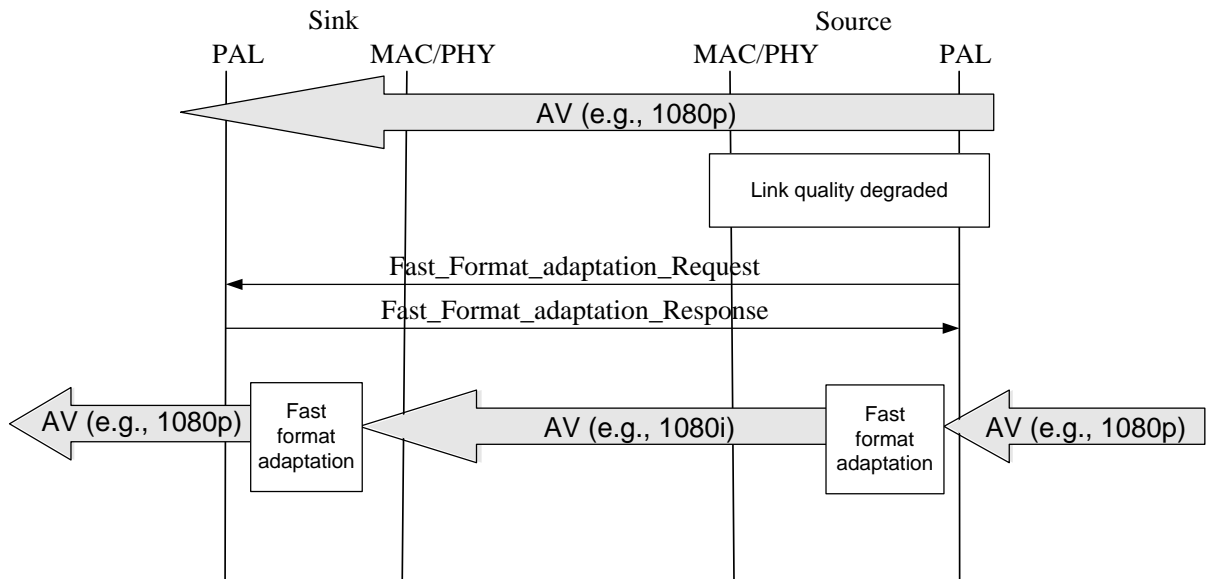 Sink
Source
PAL
MAC/PHY
MAC/PHY
PAL
AV (e.g., 1080p)
Link quality degraded
Fast_Format_adaptation_Request
Fast_Format_adaptation_Response
AV (e.g., 1080p)
Fast
format
adaptation
AV (e.g., 1080i)
Fast
format
adaptation
AV (e.g., 1080p)